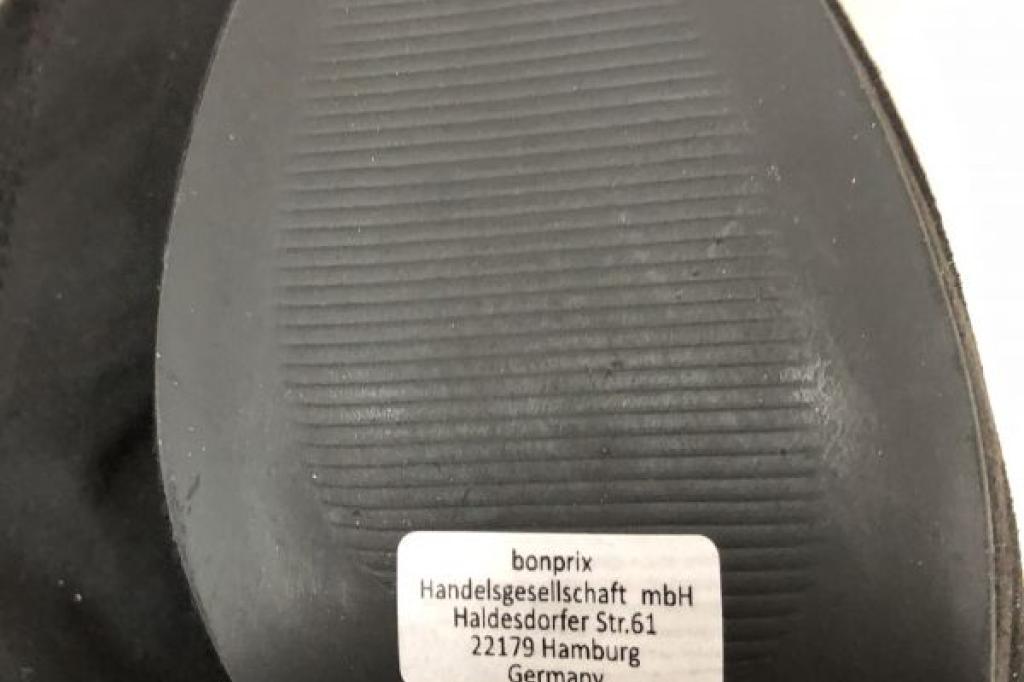 bonprix
Handelsgesellschaft mbH
Haldesdorfer Str.61
22179 Hamburg
Germany